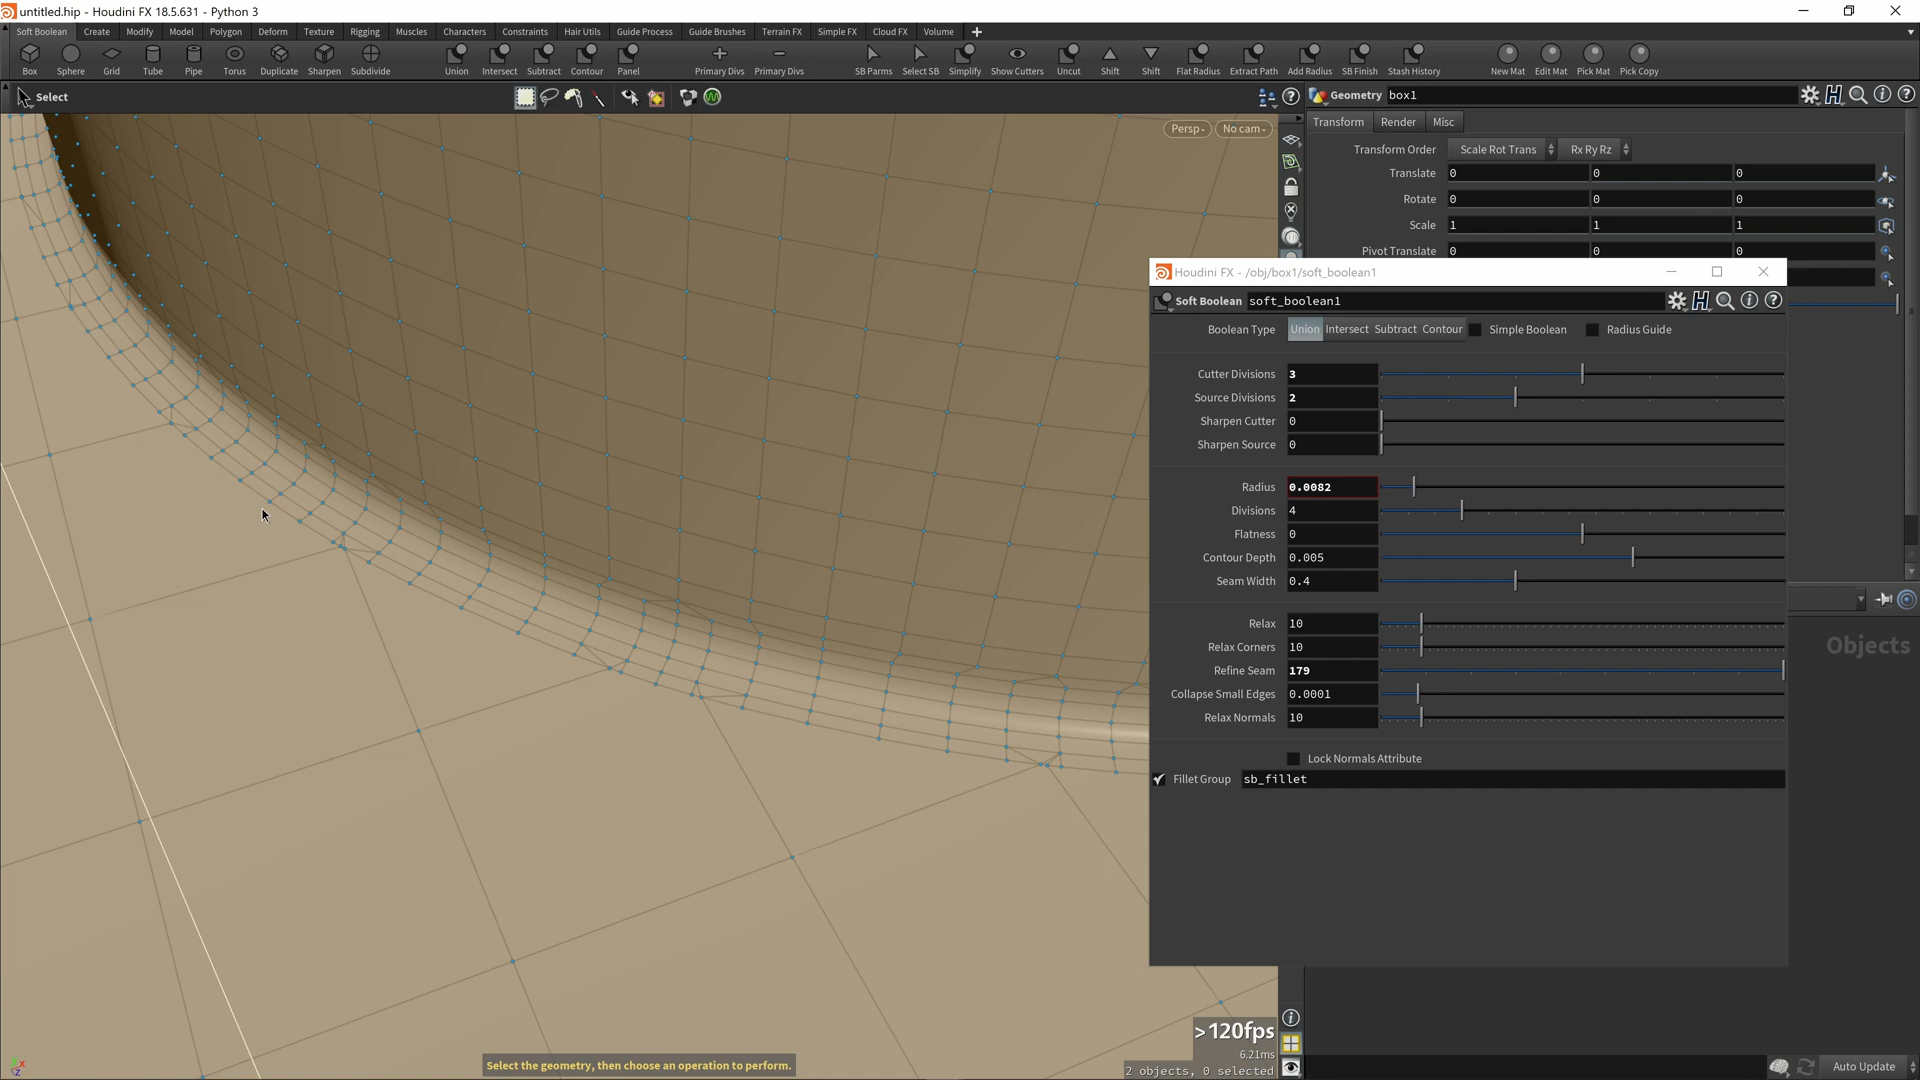 untitled.hip - Houdini FX 18.5.631 - Python 3
Soft Boolean Create Modify Model Polygon Deform Texture Rigging Muscles Characters Constraints Hair Utils Guide Process Guide Brushes Terrain FX Simple FX Cloud FX Volume
Box Sphere Grid Tube Pipe Torus Duplicate Sharpen Subdivide Union Intersect Subtract Contour Panel Primary Divs Primary Divs SB Parms Select SB Simplify Show Cutters Uncut Shift Shift Flat Radius Extract Path Add Radius SB Finish Stash History New Mat Edit Mat Pick Mat Pick Copy
Select
Geometry box1
Persp No cam
Transform Render Misc
Transform Order Scale Rot Trans Rx Ry Rz
Translate 0 0 0
Rotate 0 0 0
Scale 1 1 1
Pivot Translate 0 0 0
Houdini FX - /obj/box1/soft_boolean1
Soft Boolean soft_boolean1
Boolean Type Union Intersect Subtract Contour Simple Boolean Radius Guide
Cutter Divisions 3
Source Divisions 2
Sharpen Cutter 0
Sharpen Source 0
Radius 0.0082
Divisions 4
Flatness 0
Contour Depth 0.005
Seam Width 0.4
Relax 10
Relax Corners 10
Refine Seam 179
Collapse Small Edges 0.0001
Relax Normals 10
Lock Normals Attribute
Fillet Group sb_fillet
Objects
>120fps
6.21ms
2 objects, 0 selected
Select the geometry, then choose an operation to perform.
Auto Update